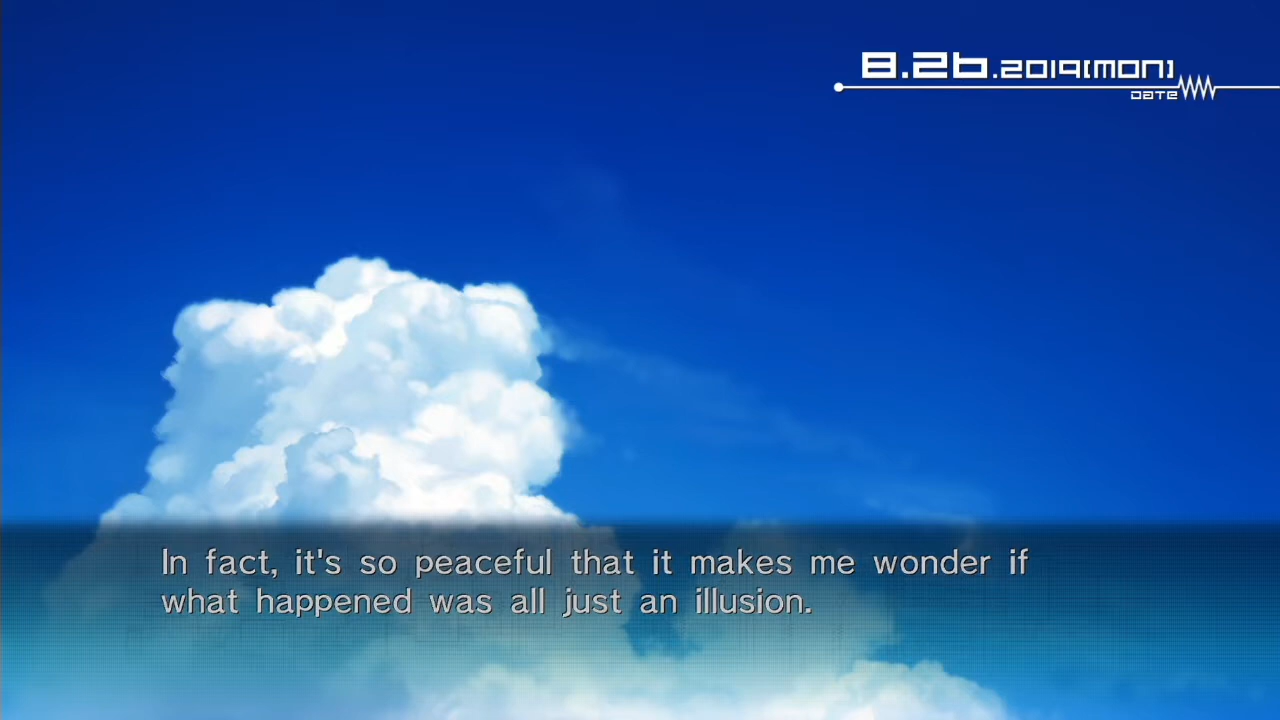 8.26.2019[MON]
DATE
In fact, it's so peaceful that it makes me wonder if
what happened was all just an illusion.